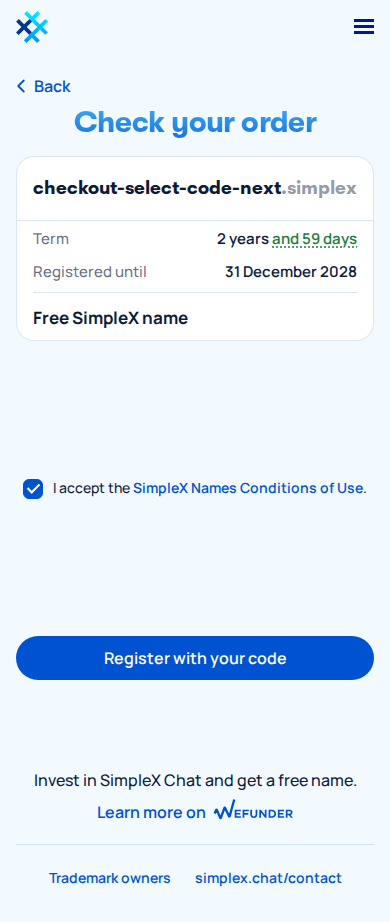 Back
Check your order
checkout-select-code-next.simplex
Term 2 years and 59 days
Registered until 31 December 2028
Free SimpleX name
I accept the SimpleX Names Conditions of Use.
Register with your code
Invest in SimpleX Chat and get a free name.
Learn more on WEFUNDER
Trademark owners simplex.chat/contact